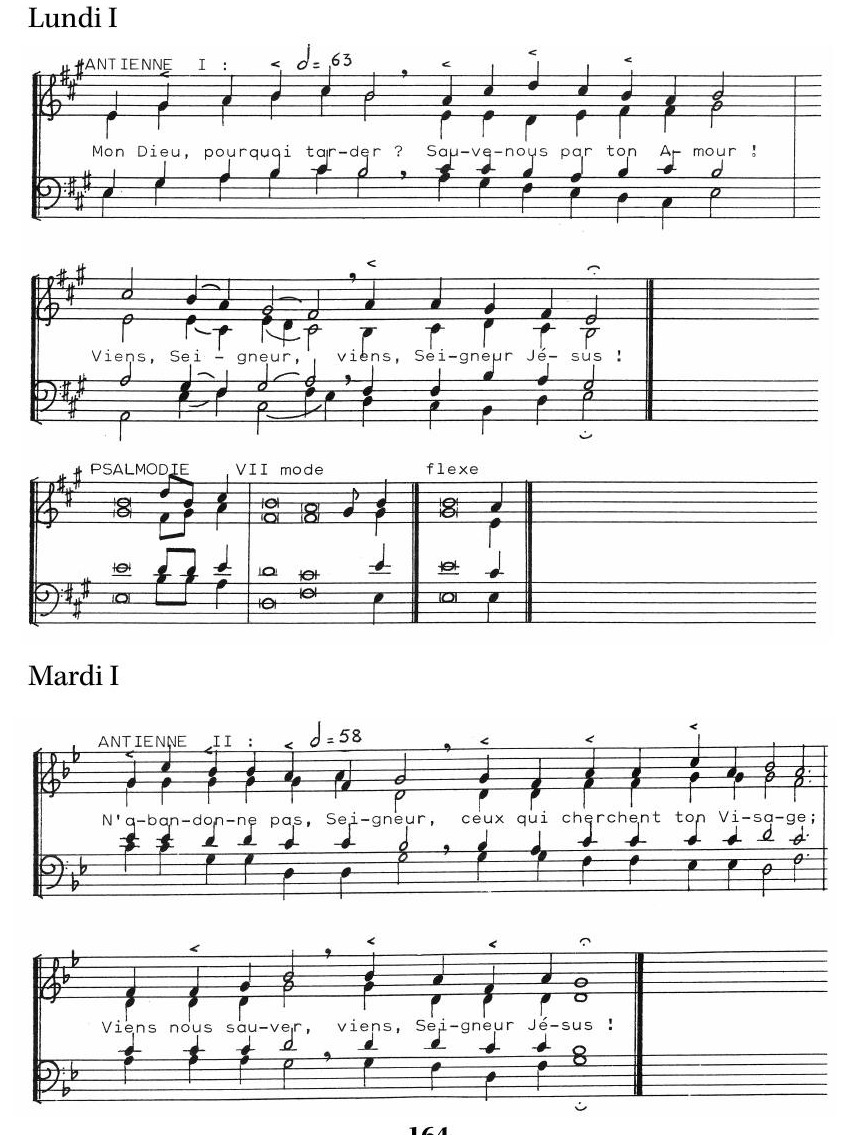 Lundi I
ANTIENNE I : 𝅗𝅥= 63
Mon Dieu, pourquoi tar-der ? Sau-ve-nous par ton A-mour !
Viens, Sei - gneur, viens, Sei-gneur Jé- sus !
PSALMODIE VII mode flexe
Mardi I
ANTIENNE II : 𝅗𝅥=58
N'a-ban-don-ne pas, Sei-gneur, ceux qui cherchent ton Vi-sa-ge;
Viens nous sau-ver, viens, Sei-gneur Jé-sus !
164